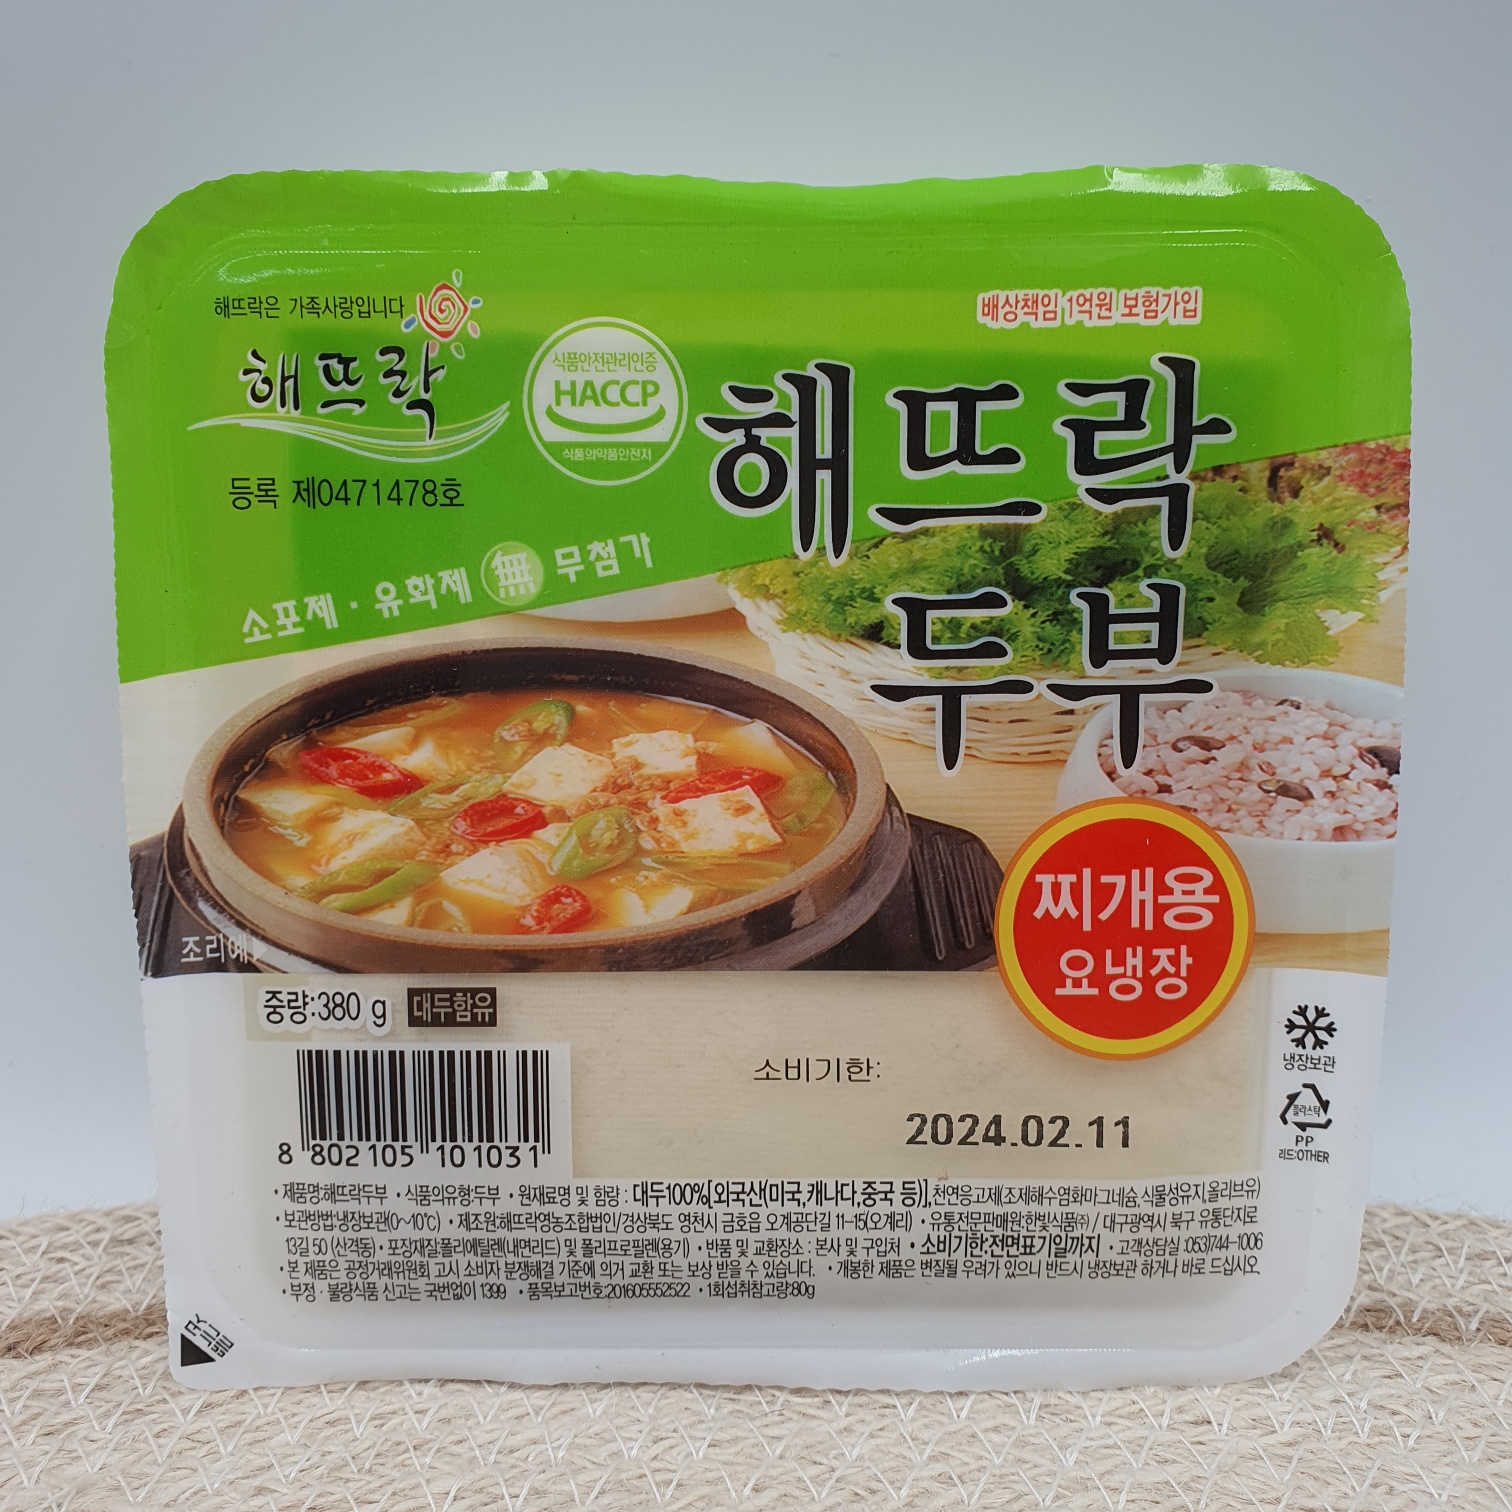 해뜨락은 가족사랑입니다
해뜨락
등록 제0471478호
식품안전관리인증
HACCP
식품의약품안전처
배상책임 1억원 보험가입
해뜨락
두부
소포제·유화제 無 무첨가
찌개용
요냉장
조리예
중량:380 g 대두함유
소비기한:
2024.02.11
8 802105 101031
냉장보관
플라스틱
PP
리드:OTHER
•제품명:해뜨락두부 •식품의유형:두부 •원재료명 및 함량 : 대두100%[외국산(미국,캐나다,중국 등)],천연응고제(조제해수염화마그네슘,식물성유지,올리브유)
•보관방법:냉장보관(0~10℃) •제조원:해뜨락영농조합법인/경상북도 영천시 금호읍 오계공단길 11-15(오계리) •유통전문판매원:한빛식품㈜/ 대구광역시 북구 유통단지로
13길 50 (산격동) •포장재질:폴리에틸렌(내면리드) 및 폴리프로필렌(용기) •반품 및 교환장소 : 본사 및 구입처 •소비기한:전면표기일까지 •고객상담실 :053)744-1006
•본 제품은 공정거래위원회 고시 소비자 분쟁해결 기준에 의거 교환 또는 보상 받을 수 있습니다. •개봉한 제품은 변질될 우려가 있으니 반드시 냉장보관 하거나 바로 드십시오.
•부정·불량식품 신고는 국번없이 1399 •품목보고번호:201605552522 •1회섭취참고량:80g